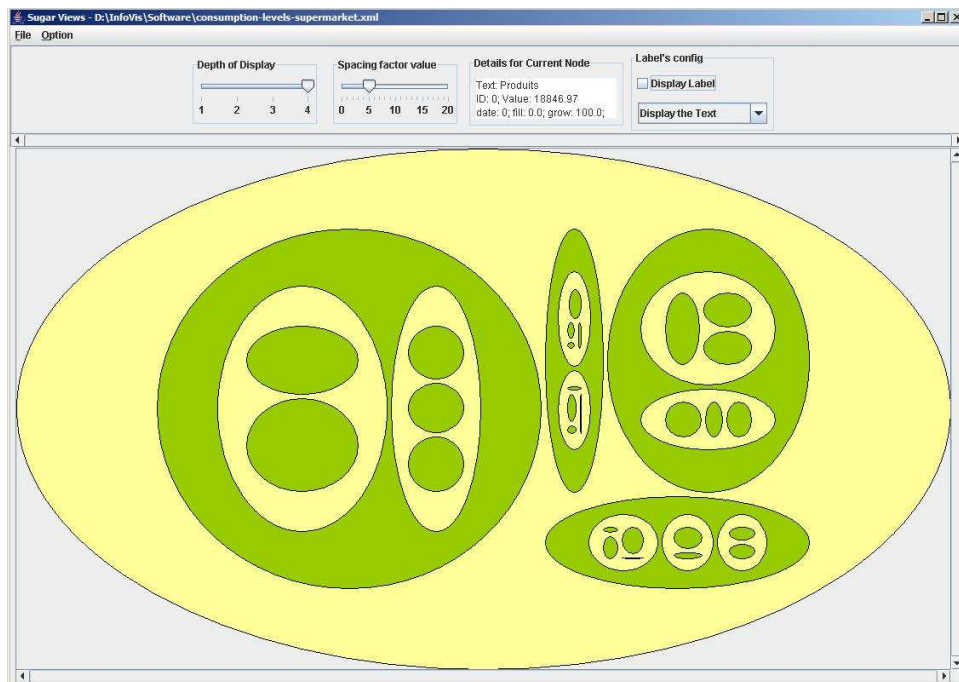 Sugar Views - D:\InfoVis\Software\consumption-levels-supermarket.xml
File Option
Depth of Display
1 2 3 4
Spacing factor value
0 5 10 15 20
Details for Current Node
Text: Produits
ID: 0; Value: 18846.97
date: 0; fill: 0.0; grow: 100.0;
Label's config
Display Label
Display the Text